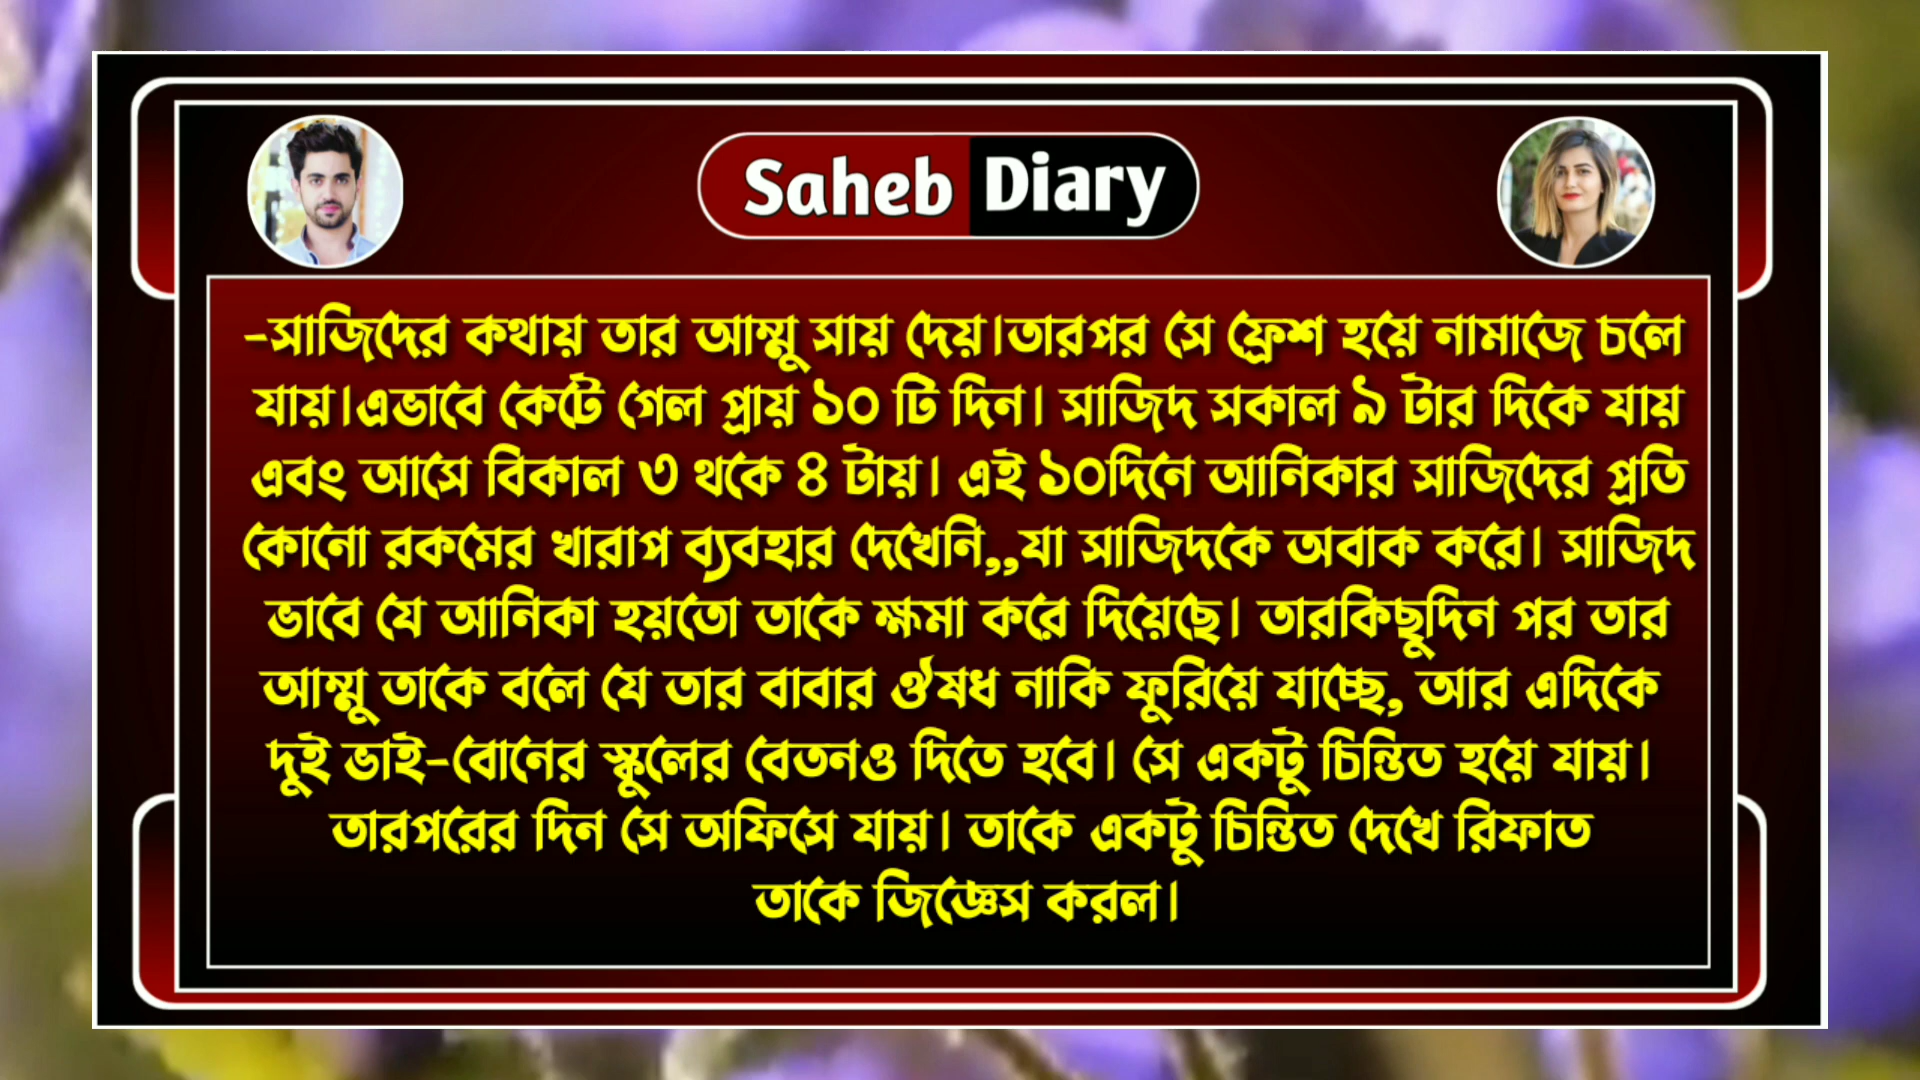 Saheb Diary
-সাজিদের কথায় তার আম্মু সায় দেয়।তারপর সে ফ্রেশ হয়ে নামাজে চলে
যায়।এভাবে কেটে গেল প্রায় ১০ টি দিন। সাজিদ সকাল ৯ টার দিকে যায়
এবং আসে বিকাল ৩ থকে ৪ টায়। এই ১০দিনে আনিকার সাজিদের প্রতি
কোনো রকমের খারাপ ব্যবহার দেখেনি,,যা সাজিদকে অবাক করে। সাজিদ
ভাবে যে আনিকা হয়তো তাকে ক্ষমা করে দিয়েছে। তারকিছুদিন পর তার
আম্মু তাকে বলে যে তার বাবার ঔষধ নাকি ফুরিয়ে যাচ্ছে, আর এদিকে
দুই ভাই-বোনের স্কুলের বেতনও দিতে হবে। সে একটু চিন্তিত হয়ে যায়।
তারপরের দিন সে অফিসে যায়। তাকে একটু চিন্তিত দেখে রিফাত
তাকে জিজ্ঞেস করল।